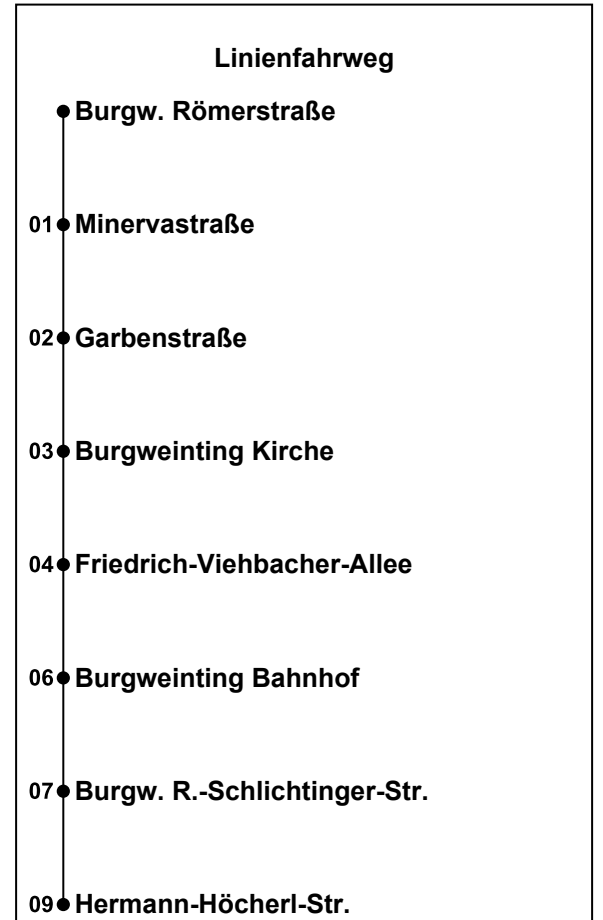 Linienfahrweg
Burgw. Römerstraße
01 Minervastraße
02 Garbenstraße
03 Burgweinting Kirche
04 Friedrich-Viehbacher-Allee
06 Burgweinting Bahnhof
07 Burgw. R.-Schlichtinger-Str.
09 Hermann-Höcherl-Str.